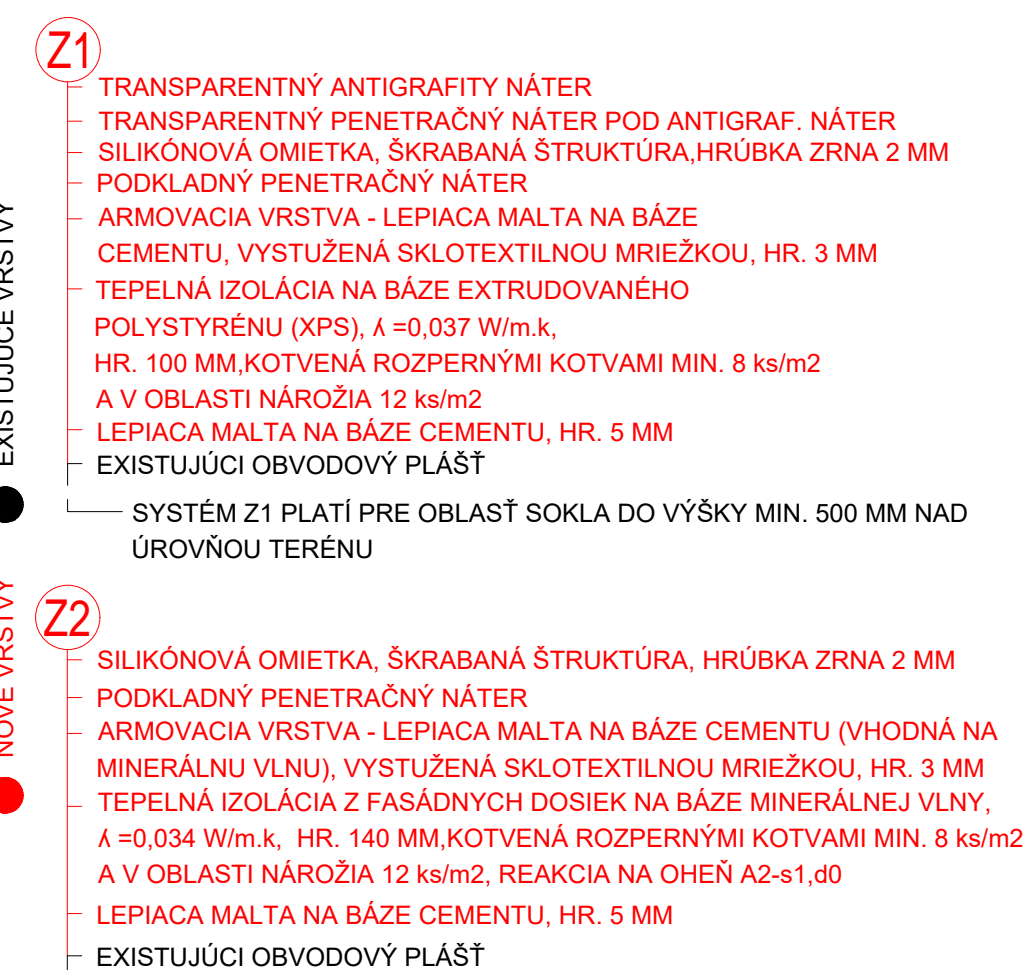 Z1
TRANSPARENTNÝ ANTIGRAFITY NÁTER
TRANSPARENTNÝ PENETRAČNÝ NÁTER POD ANTIGRAF. NÁTER
SILIKÓNOVÁ OMIETKA, ŠKRABANÁ ŠTRUKTÚRA,HRÚBKA ZRNA 2 MM
PODKLADNÝ PENETRAČNÝ NÁTER
ARMOVACIA VRSTVA - LEPIACA MALTA NA BÁZE
CEMENTU, VYSTUŽENÁ SKLOTEXTILNOU MRIEŽKOU, HR. 3 MM
TEPELNÁ IZOLÁCIA NA BÁZE EXTRUDOVANÉHO
POLYSTYRÉNU (XPS), ʎ =0,037 W/m.k,
HR. 100 MM,KOTVENÁ ROZPERNÝMI KOTVAMI MIN. 8 ks/m2
A V OBLASTI NÁROŽIA 12 ks/m2
LEPIACA MALTA NA BÁZE CEMENTU, HR. 5 MM
EXISTUJÚCI OBVODOVÝ PLÁŠŤ
SYSTÉM Z1 PLATÍ PRE OBLASŤ SOKLA DO VÝŠKY MIN. 500 MM NAD
ÚROVŇOU TERÉNU
EXISTUJÚCE VRSTVY
Z2
SILIKÓNOVÁ OMIETKA, ŠKRABANÁ ŠTRUKTÚRA, HRÚBKA ZRNA 2 MM
PODKLADNÝ PENETRAČNÝ NÁTER
ARMOVACIA VRSTVA - LEPIACA MALTA NA BÁZE CEMENTU (VHODNÁ NA
MINERÁLNU VLNU), VYSTUŽENÁ SKLOTEXTILNOU MRIEŽKOU, HR. 3 MM
TEPELNÁ IZOLÁCIA Z FASÁDNYCH DOSIEK NA BÁZE MINERÁLNEJ VLNY,
ʎ =0,034 W/m.k, HR. 140 MM,KOTVENÁ ROZPERNÝMI KOTVAMI MIN. 8 ks/m2
A V OBLASTI NÁROŽIA 12 ks/m2, REAKCIA NA OHEŇ A2-s1,d0
LEPIACA MALTA NA BÁZE CEMENTU, HR. 5 MM
EXISTUJÚCI OBVODOVÝ PLÁŠŤ
NOVÉ VRSTVY